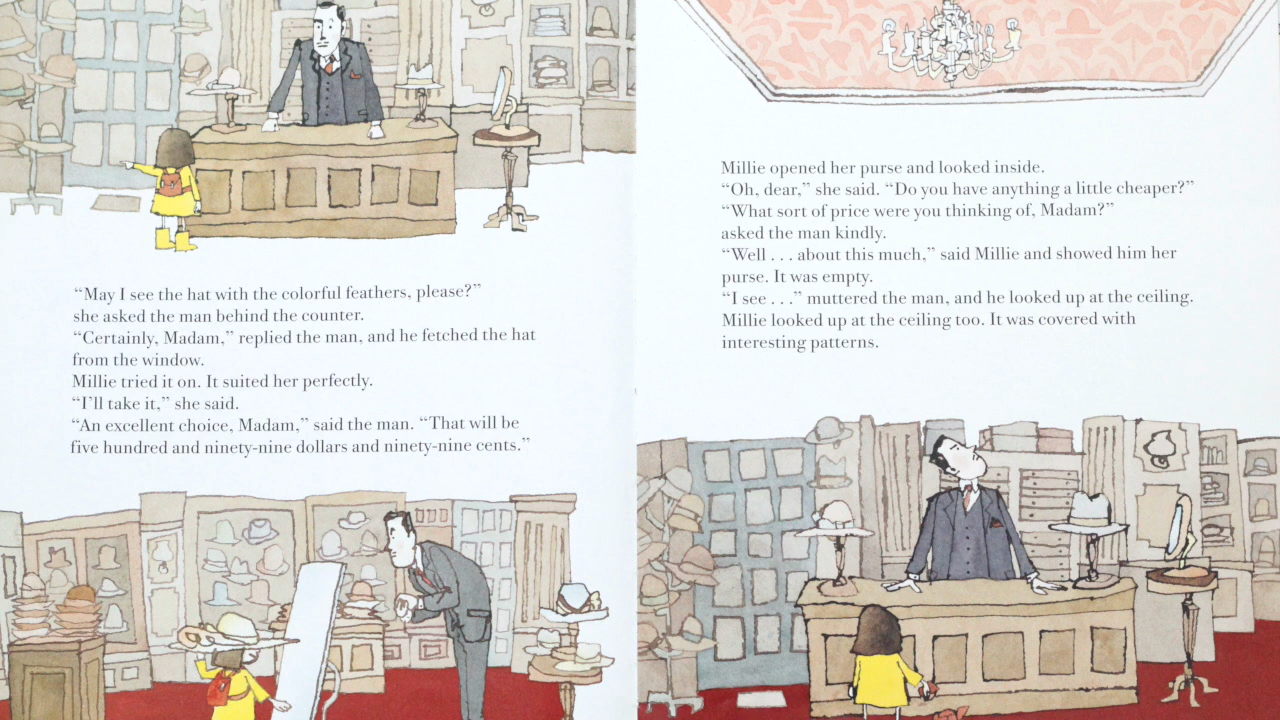 “May I see the hat with the colorful feathers, please?”
she asked the man behind the counter.
“Certainly, Madam,” replied the man, and he fetched the hat
from the window.
Millie tried it on. It suited her perfectly.
“I’ll take it,” she said.
“An excellent choice, Madam,” said the man. “That will be
five hundred and ninety-nine dollars and ninety-nine cents.”
Millie opened her purse and looked inside.
“Oh, dear,” she said. “Do you have anything a little cheaper?”
“What sort of price were you thinking of, Madam?”
asked the man kindly.
“Well . . . about this much,” said Millie and showed him her
purse. It was empty.
“I see . . .” muttered the man, and he looked up at the ceiling.
Millie looked up at the ceiling too. It was covered with
interesting patterns.